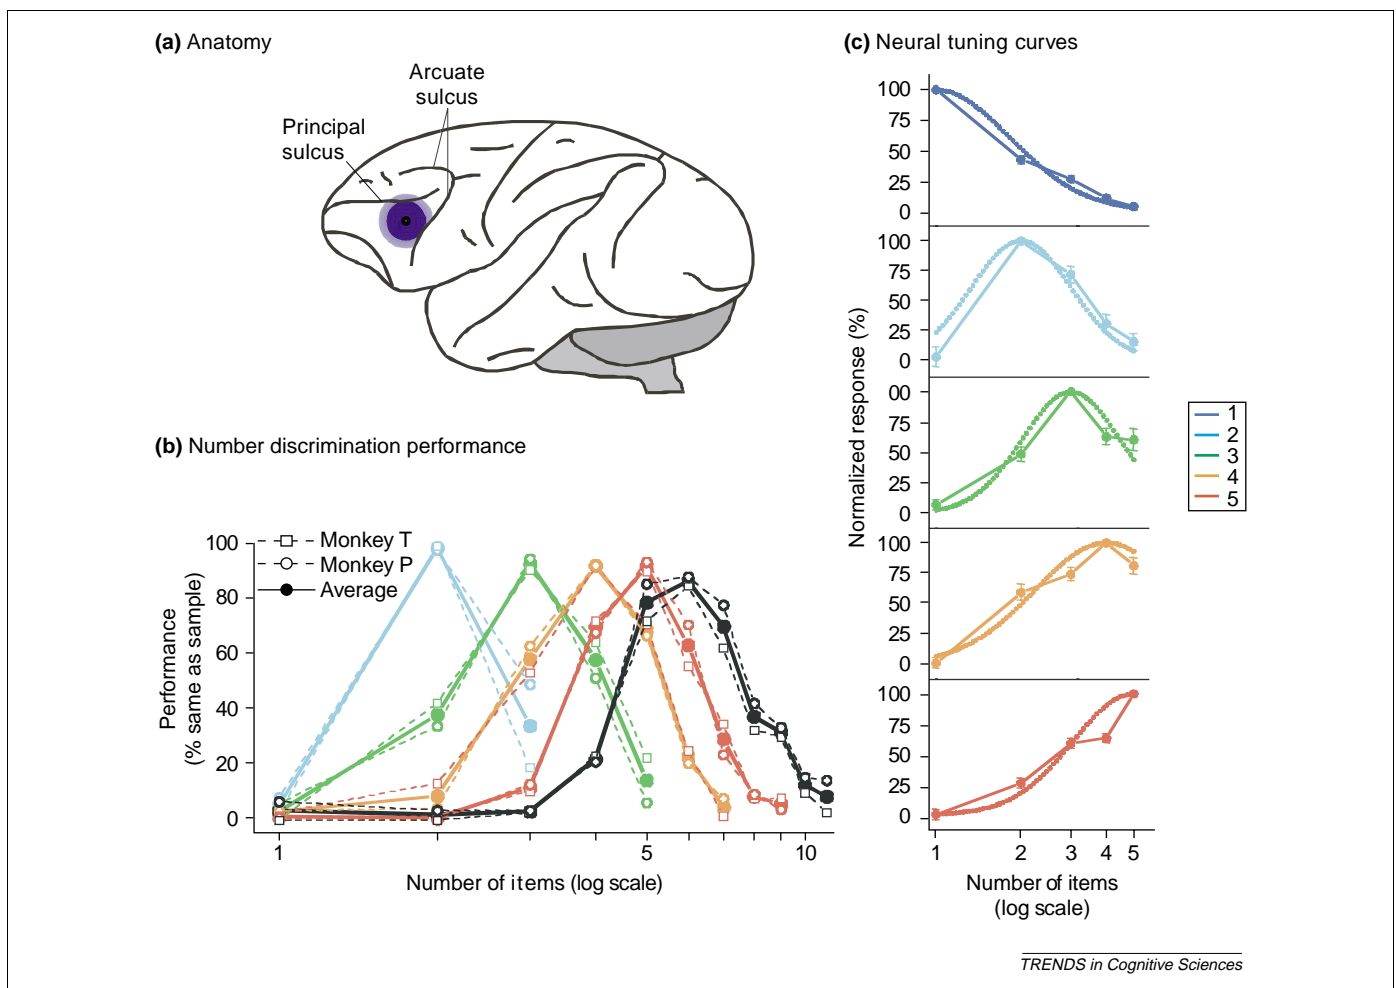 (a) Anatomy
Arcuate
sulcus
Principal
sulcus
(b) Number discrimination performance
Monkey T
Monkey P
Average
100
80
60
40
20
0
Performance
(% same as sample)
1
5
10
Number of items (log scale)
(c) Neural tuning curves
100
75
50
25
0
100
75
50
25
0
00
75
50
25
0
100
75
50
25
0
100
75
50
25
0
Normalized response (%)
1
2
3
4
5
Number of items
(log scale)
1
2
3
4
5
TRENDS in Cognitive Sciences